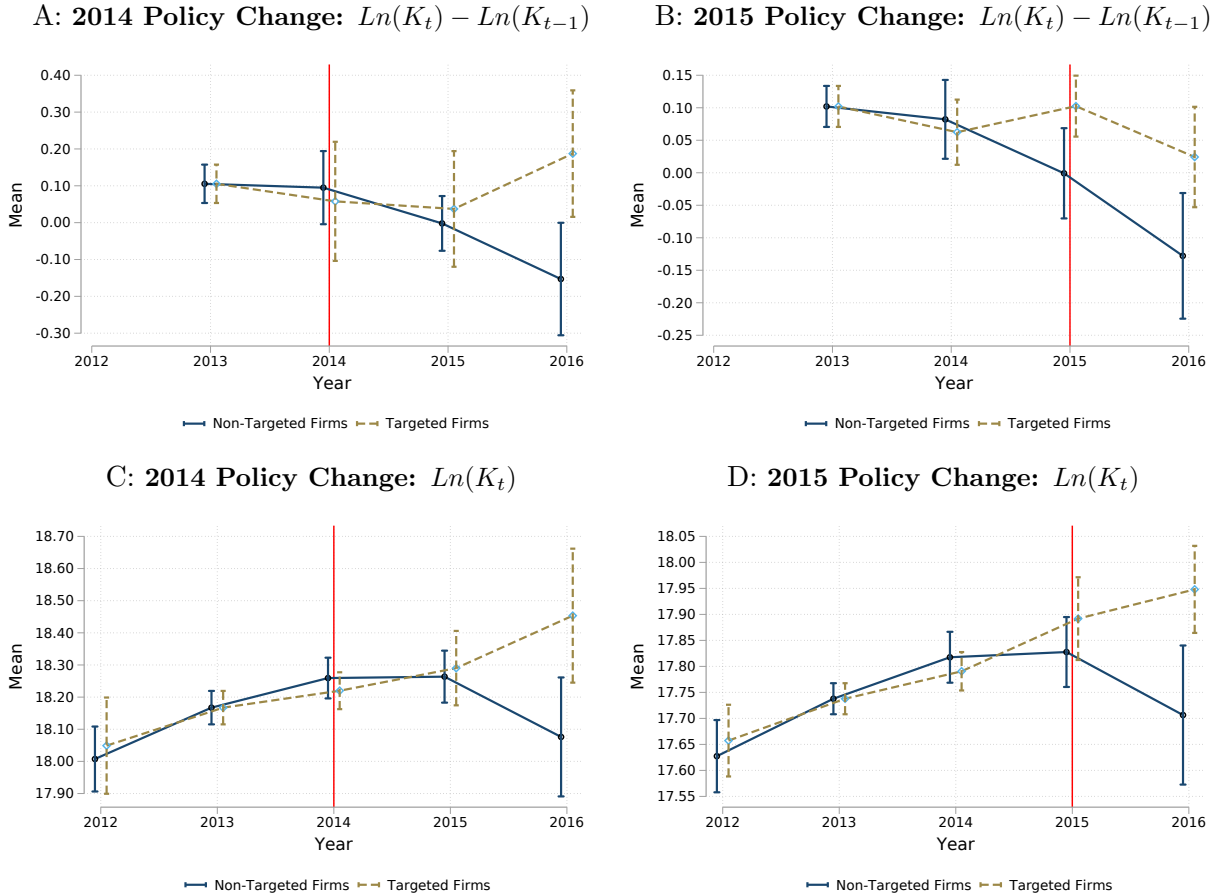 A: 2014 Policy Change: Ln(K_t) − Ln(K_{t−1})
0.40
0.30
0.20
0.10
0.00
-0.10
-0.20
-0.30
Mean
2012 2013 2014 2015 2016
Year
Non-Targeted Firms Targeted Firms
B: 2015 Policy Change: Ln(K_t) − Ln(K_{t−1})
0.15
0.10
0.05
0.00
-0.05
-0.10
-0.15
-0.20
-0.25
Mean
2012 2013 2014 2015 2016
Year
Non-Targeted Firms Targeted Firms
C: 2014 Policy Change: Ln(K_t)
18.70
18.60
18.50
18.40
18.30
18.20
18.10
18.00
17.90
Mean
2012 2013 2014 2015 2016
Year
Non-Targeted Firms Targeted Firms
D: 2015 Policy Change: Ln(K_t)
18.05
18.00
17.95
17.90
17.85
17.80
17.75
17.70
17.65
17.60
17.55
Mean
2012 2013 2014 2015 2016
Year
Non-Targeted Firms Targeted Firms